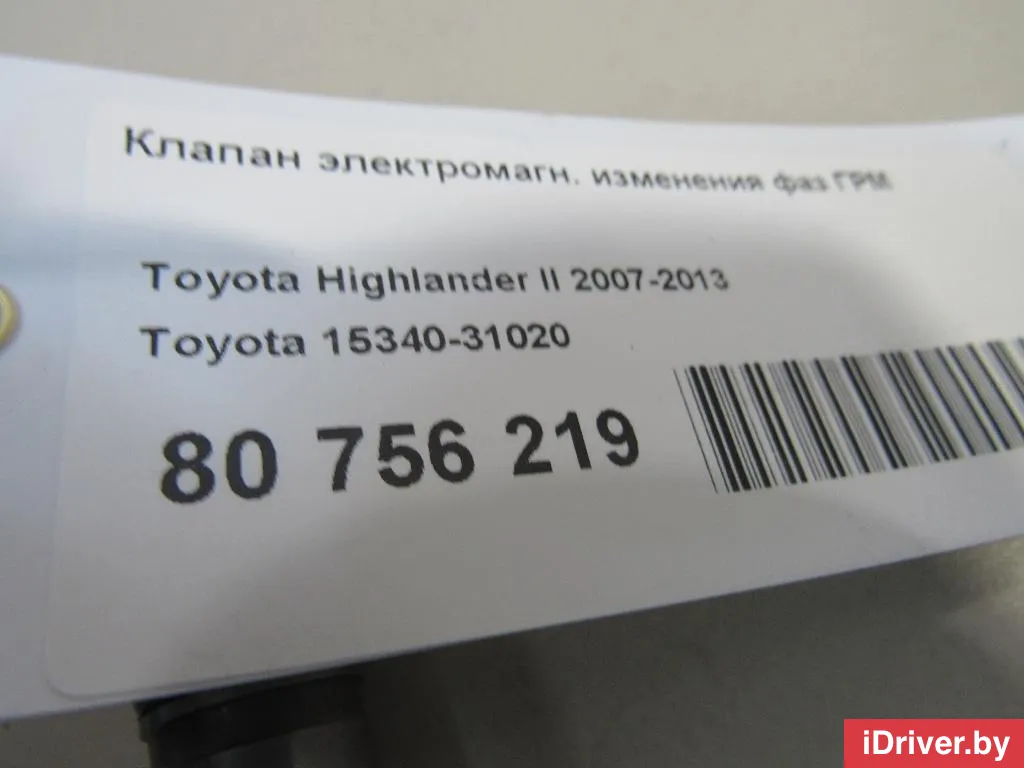 Клапан электромагн. изменения фаз ГРМ
Toyota Highlander II 2007-2013
Toyota 15340-31020
80 756 219
iDriver.by